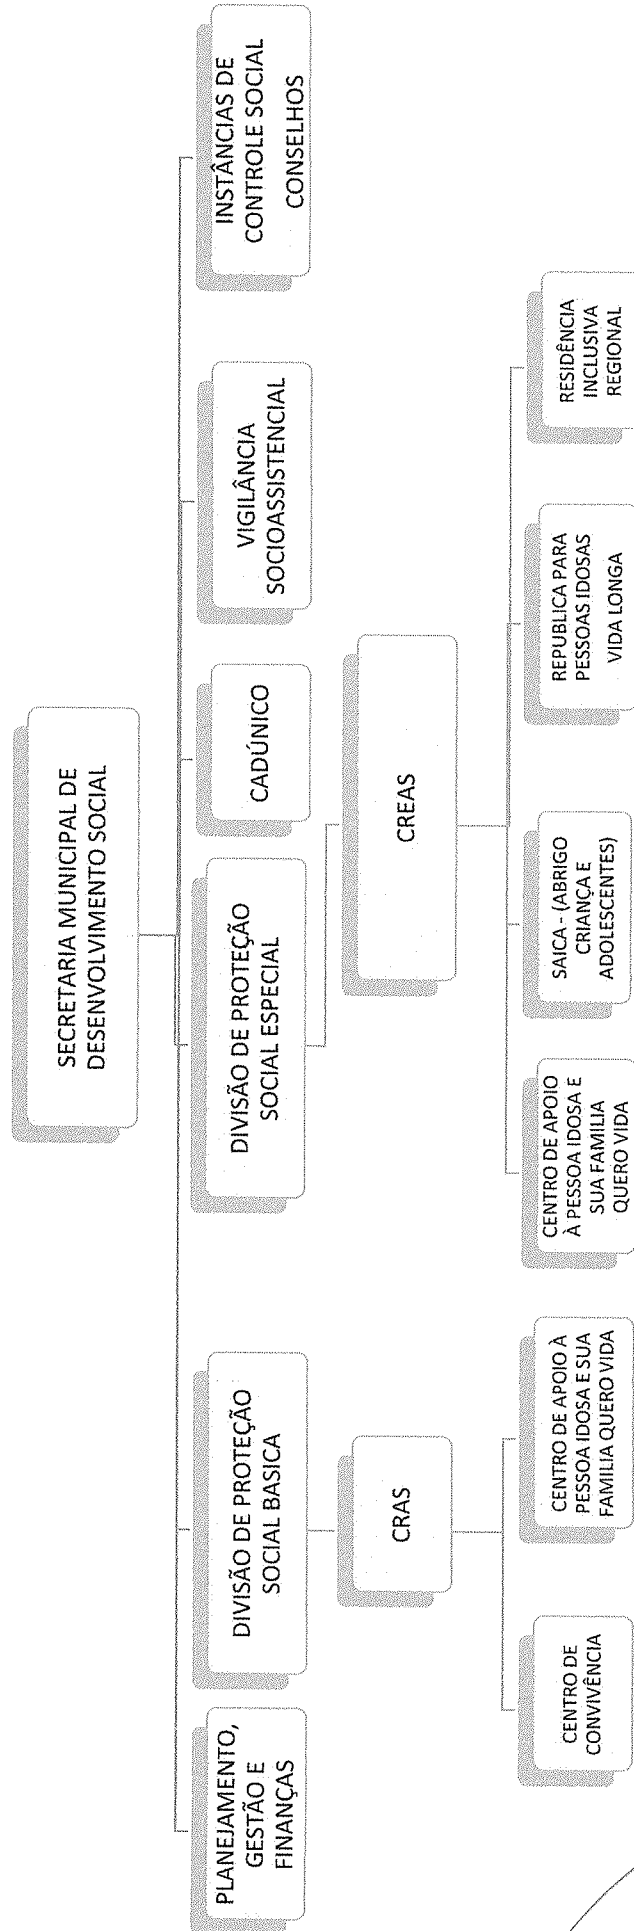 SECRETARIA MUNICIPAL DE
DESENVOLVIMENTO SOCIAL
PLANEJAMENTO,
GESTÃO E
FINANÇAS
DIVISÃO DE PROTEÇÃO
SOCIAL BASICA
DIVISÃO DE PROTEÇÃO
SOCIAL ESPECIAL
CADÚNICO
VIGILÂNCIA
SOCIOASSISTENCIAL
INSTÂNCIAS DE
CONTROLE SOCIAL
CONSELHOS
CRAS
CREAS
CENTRO DE
CONVIVÊNCIA
CENTRO DE APOIO À
PESSOA IDOSA E SUA
FAMILIA QUERO VIDA
CENTRO DE APOIO
À PESSOA IDOSA E
SUA FAMILIA
QUERO VIDA
SAICA - (ABRIGO
CRIANÇA E
ADOLESCENTES)
REPUBLICA PARA
PESSOAS IDOSAS
VIDA LONGA
RESIDÊNCIA
INCLUSIVA
REGIONAL